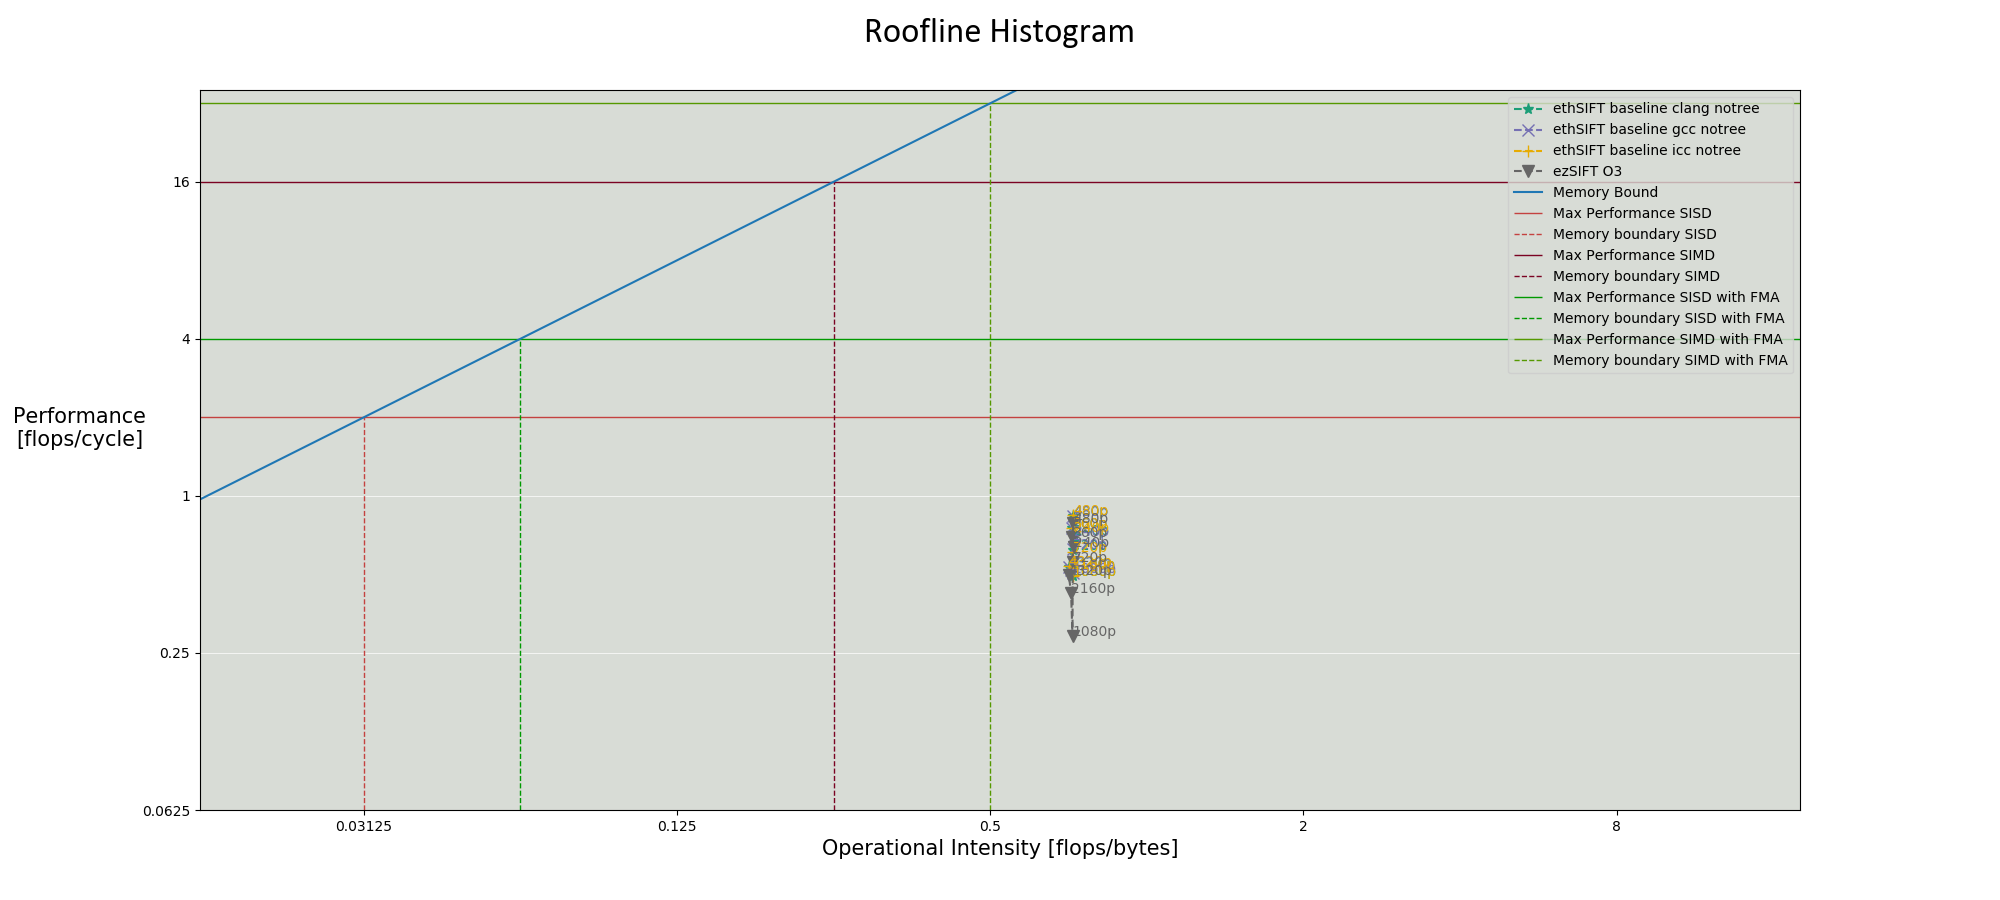 Roofline Histogram
ethSIFT baseline clang notree
ethSIFT baseline gcc notree
ethSIFT baseline icc notree
ezSIFT O3
Memory Bound
Max Performance SISD
Memory boundary SISD
Max Performance SIMD
Memory boundary SIMD
Max Performance SISD with FMA
Memory boundary SISD with FMA
Max Performance SIMD with FMA
Memory boundary SIMD with FMA
16
4
1
0.25
0.0625
Performance
[flops/cycle]
480p
480p
720p
2160p
1080p
0.03125
0.125
0.5
2
8
Operational Intensity [flops/bytes]